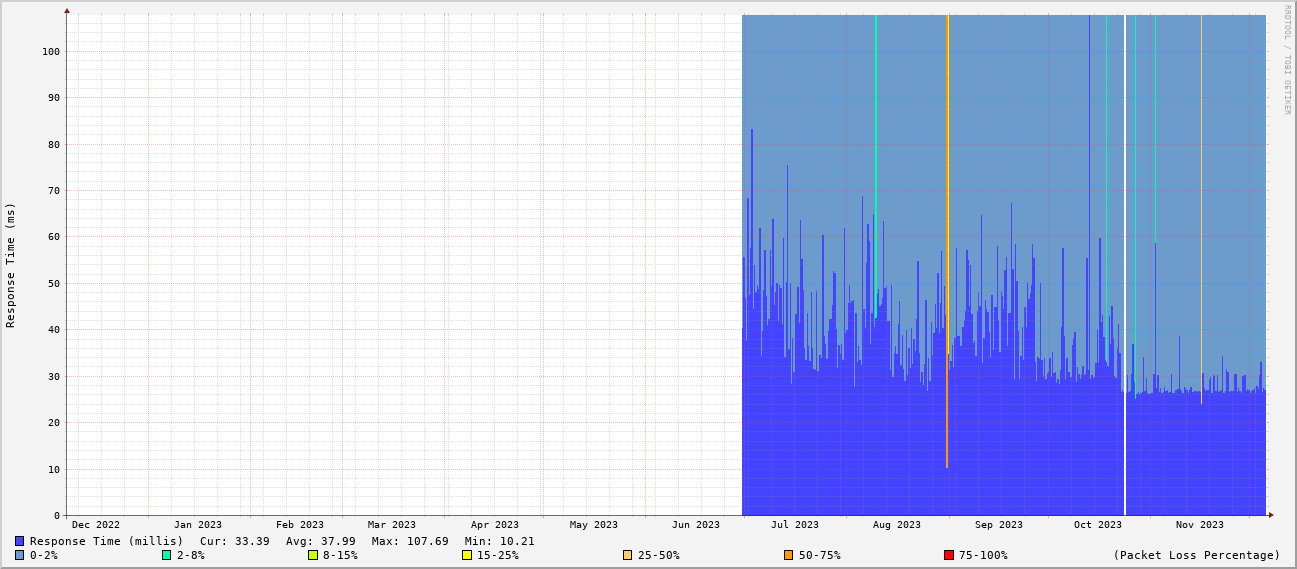 RRDTOOL / TOBI OETIKER
Response Time (ms)
100
90
80
70
60
50
40
30
20
10
0
Dec 2022 Jan 2023 Feb 2023 Mar 2023 Apr 2023 May 2023 Jun 2023 Jul 2023 Aug 2023 Sep 2023 Oct 2023 Nov 2023
Response Time (millis) Cur: 33.39 Avg: 37.99 Max: 107.69 Min: 10.21
0-2% 2-8% 8-15% 15-25% 25-50% 50-75% 75-100% (Packet Loss Percentage)